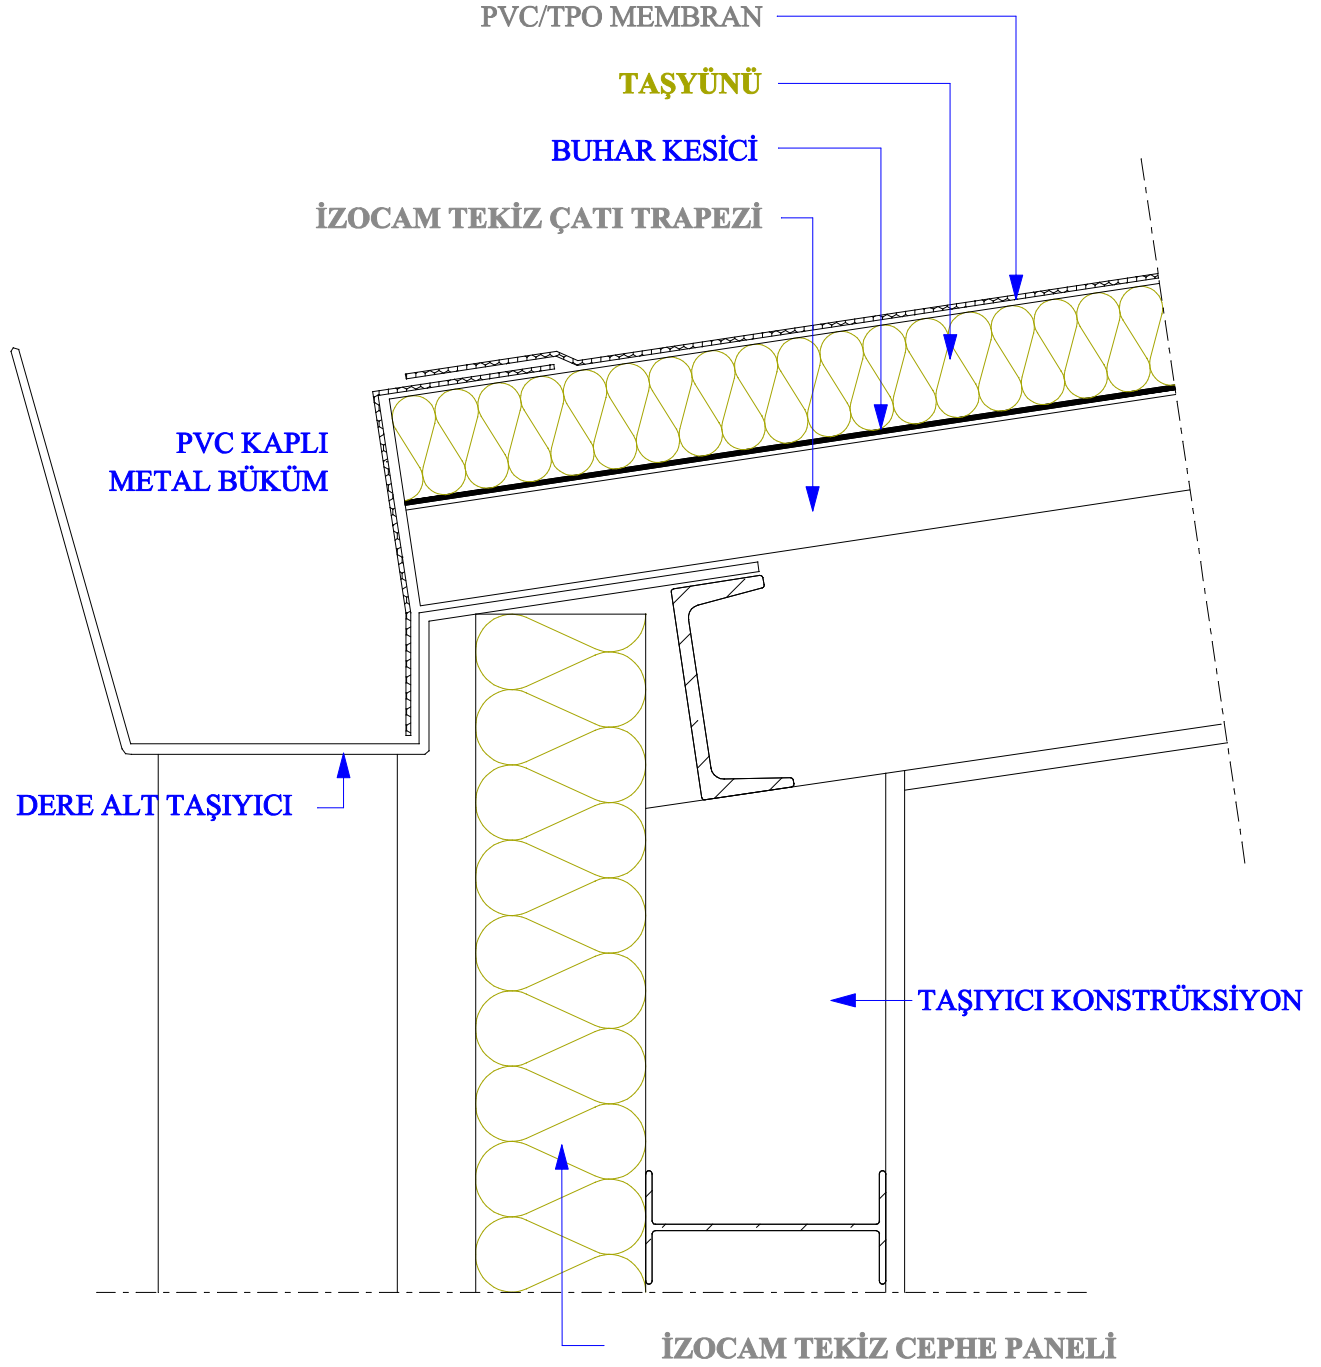 PVC/TPO MEMBRAN
TAŞYÜNÜ
BUHAR KESİCİ
İZOCAM TEKİZ ÇATI TRAPEZİ
PVC KAPLI
METAL BÜKÜM
DERE ALT TAŞIYICI
TAŞIYICI KONSTRÜKSİYON
İZOCAM TEKİZ CEPHE PANELİ